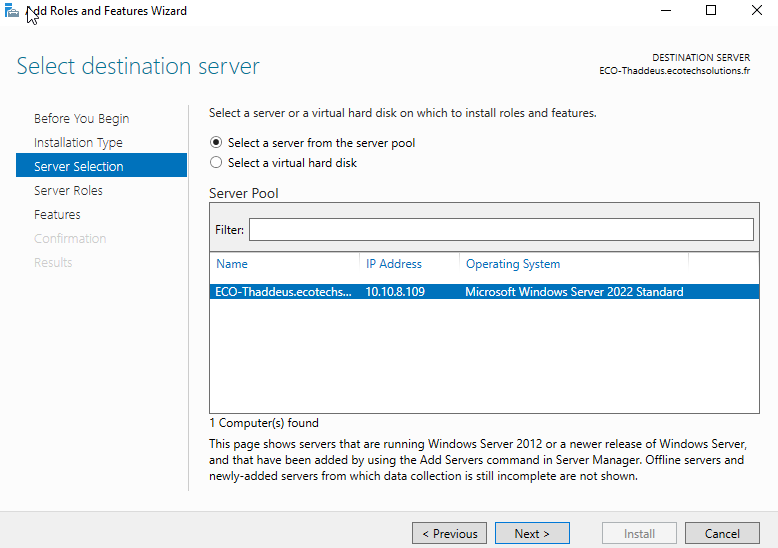 Add Roles and Features Wizard
Select destination server
DESTINATION SERVER
ECO-Thaddeus.ecotechsolutions.fr
Before You Begin
Installation Type
Server Selection
Server Roles
Features
Confirmation
Results
Select a server or a virtual hard disk on which to install roles and features.
Select a server from the server pool
Select a virtual hard disk
Server Pool
Filter:
Name IP Address Operating System
ECO-Thaddeus.ecotechs... 10.10.8.109 Microsoft Windows Server 2022 Standard
1 Computer(s) found
This page shows servers that are running Windows Server 2012 or a newer release of Windows Server,
and that have been added by using the Add Servers command in Server Manager. Offline servers and
newly-added servers from which data collection is still incomplete are not shown.
< Previous Next > Install Cancel